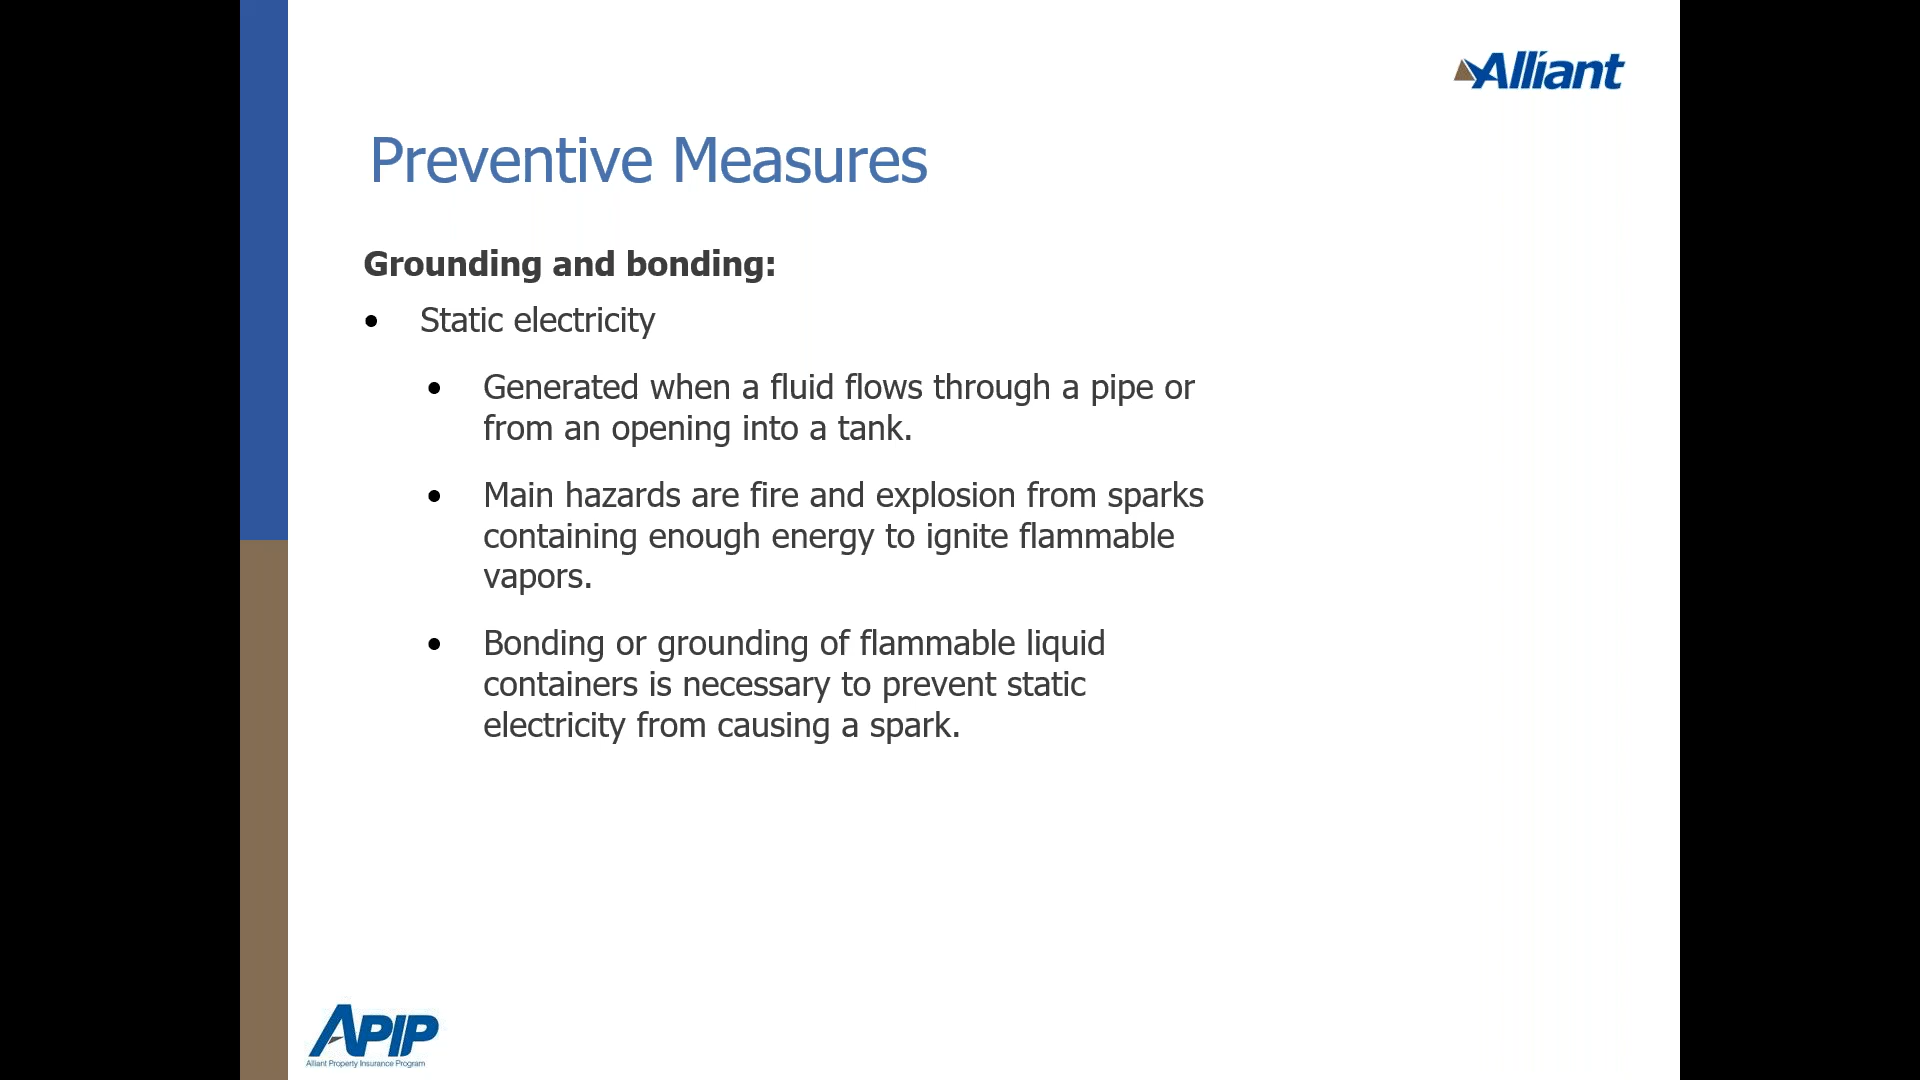 Alliant
Preventive Measures
Grounding and bonding:
• Static electricity
• Generated when a fluid flows through a pipe or
from an opening into a tank.
• Main hazards are fire and explosion from sparks
containing enough energy to ignite flammable
vapors.
• Bonding or grounding of flammable liquid
containers is necessary to prevent static
electricity from causing a spark.
APIP
Alliant Property Insurance Program